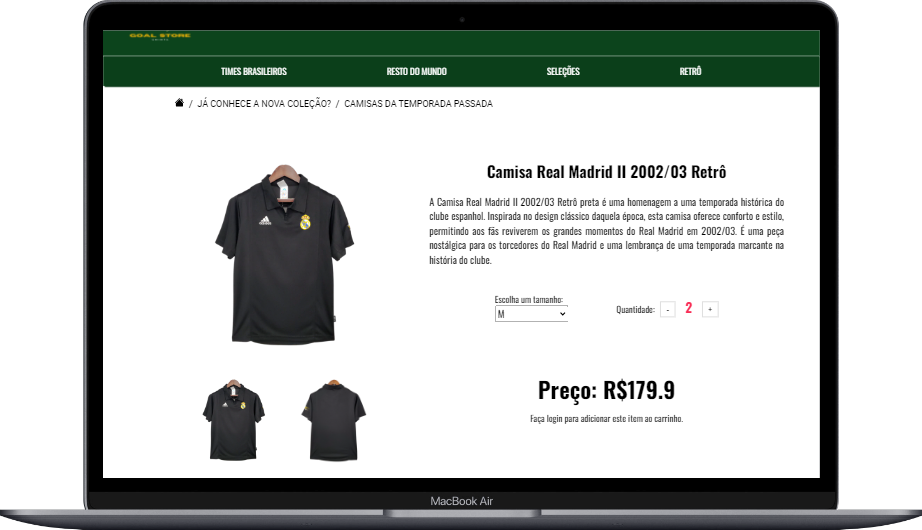 GOAL STORE
TIMES BRASILEIROS RESTO DO MUNDO SELEÇÕES RETRÔ
/ JÁ CONHECE A NOVA COLEÇÃO? / CAMISAS DA TEMPORADA PASSADA
Camisa Real Madrid II 2002/03 Retrô
A Camisa Real Madrid II 2002/03 Retrô preta é uma homenagem a uma temporada histórica do
clube espanhol. Inspirada no design clássico daquela época, esta camisa oferece conforto e estilo,
permitindo aos fãs reviverem os grandes momentos do Real Madrid em 2002/03. É uma peça
nostálgica para os torcedores do Real Madrid e uma lembrança de uma temporada marcante na
história do clube.
Escolha um tamanho:
M
Quantidade: - 2 +
Preço: R$179.9
Faça login para adicionar este item ao carrinho.
adidas
MacBook Air